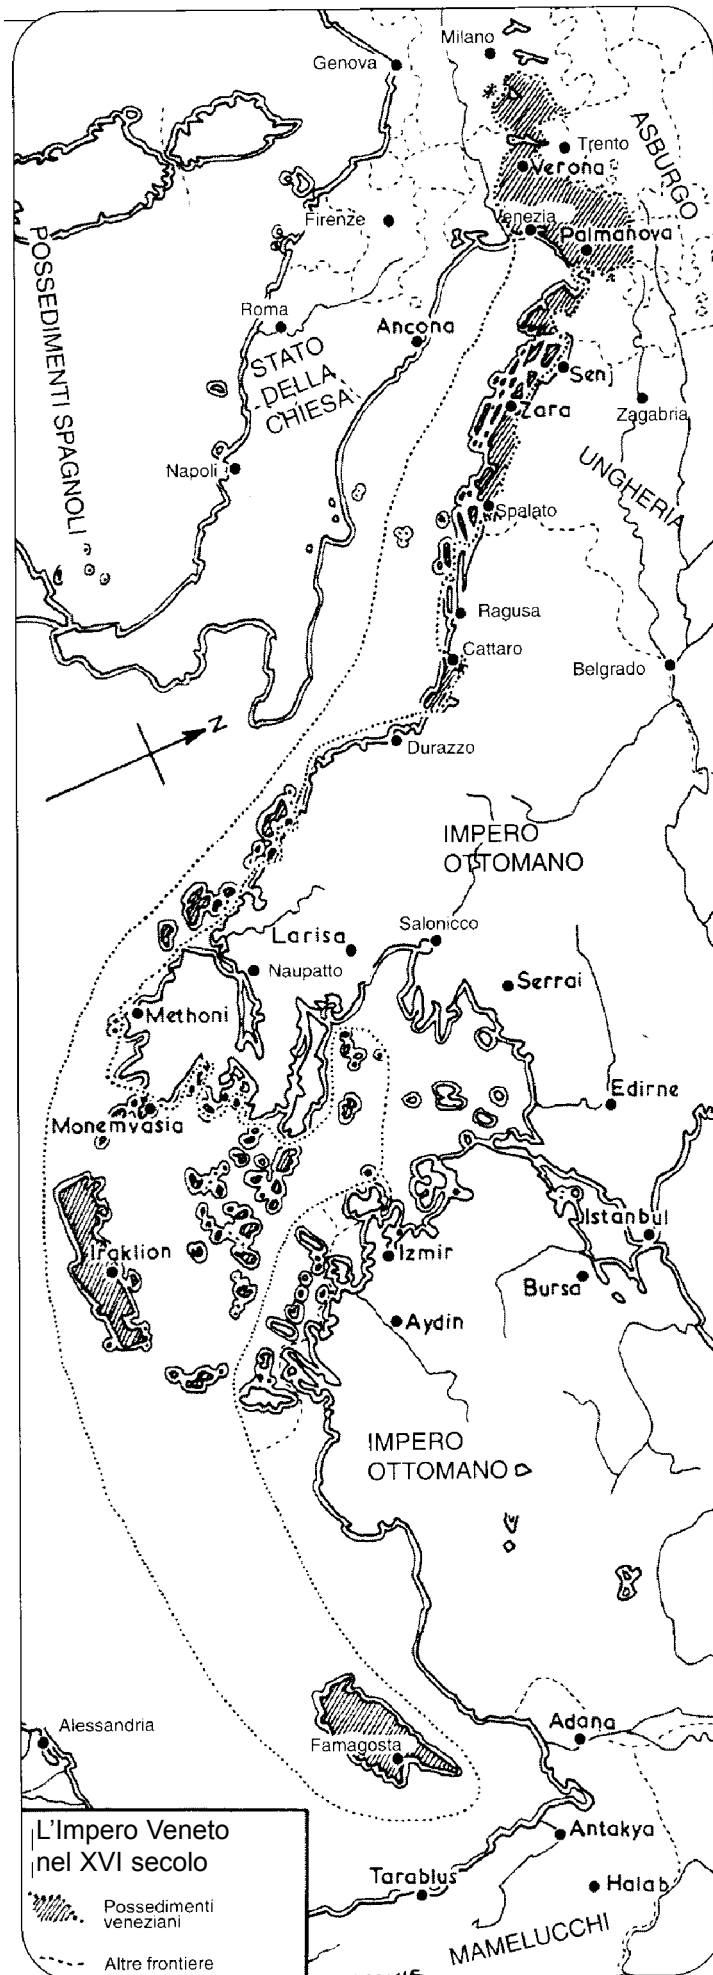 Milano
Genova
Trento
Verona
ASBURGO
Firenze
Venezia
Palmanova
POSSEDIMENTI SPAGNOLI
Roma
Ancona
STATO
DELLA
CHIESA
Senj
Zara
Zagabria
Napoli
UNGHERIA
Spalato
Ragusa
Cattaro
Belgrado
N
Durazzo
IMPERO
OTTOMANO
Salonicco
Larisa
Naupatto
Serrai
Methoni
Edirne
Monemvasia
Istanbul
Iraklion
Izmir
Bursa
Aydin
IMPERO
OTTOMANO
Alessandria
Adana
Famagosta
L'Impero Veneto
nel XVI secolo
Antakya
Tarablus
Halab
Possedimenti
veneziani
MAMELUCCHI
Altre frontiere